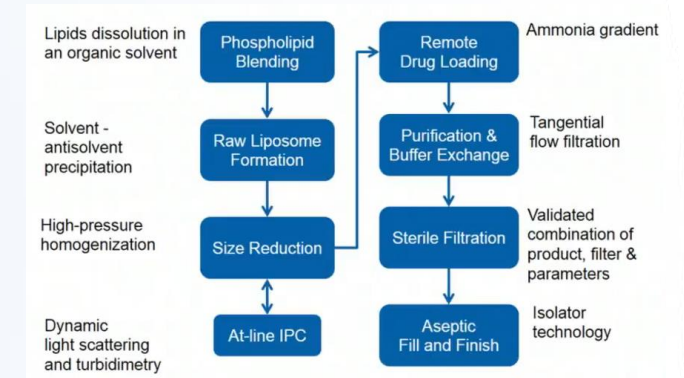 Lipids dissolution in
an organic solvent
Phospholipid
Blending
Solvent -
antisolvent
precipitation
Raw Liposome
Formation
High-pressure
homogenization
Size Reduction
Dynamic
light scattering
and turbidimetry
At-line IPC
Remote
Drug Loading
Ammonia gradient
Purification &
Buffer Exchange
Tangential
flow filtration
Sterile Filtration
Validated
combination of
product, filter &
parameters
Aseptic
Fill and Finish
Isolator
technology